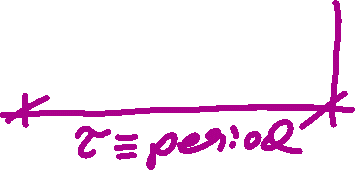 τ ≡ period